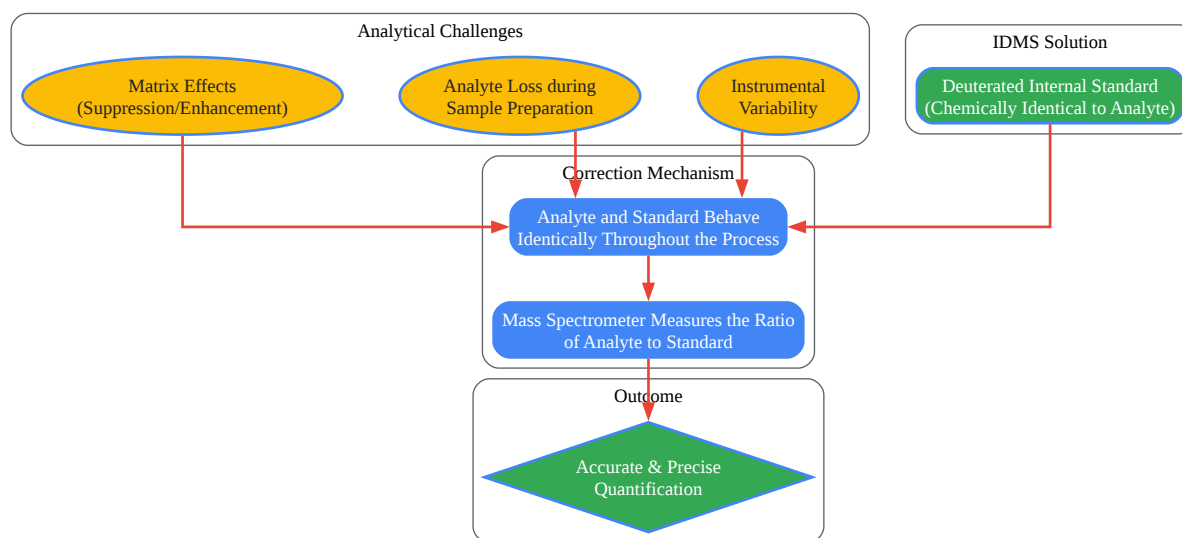 Analytical Challenges
IDMS Solution
Matrix Effects
(Suppression/Enhancement)
Analyte Loss during
Sample Preparation
Instrumental
Variability
Deuterated Internal Standard
(Chemically Identical to Analyte)
Correction Mechanism
Analyte and Standard Behave
Identically Throughout the Process
Mass Spectrometer Measures the Ratio
of Analyte to Standard
Outcome
Accurate & Precise
Quantification